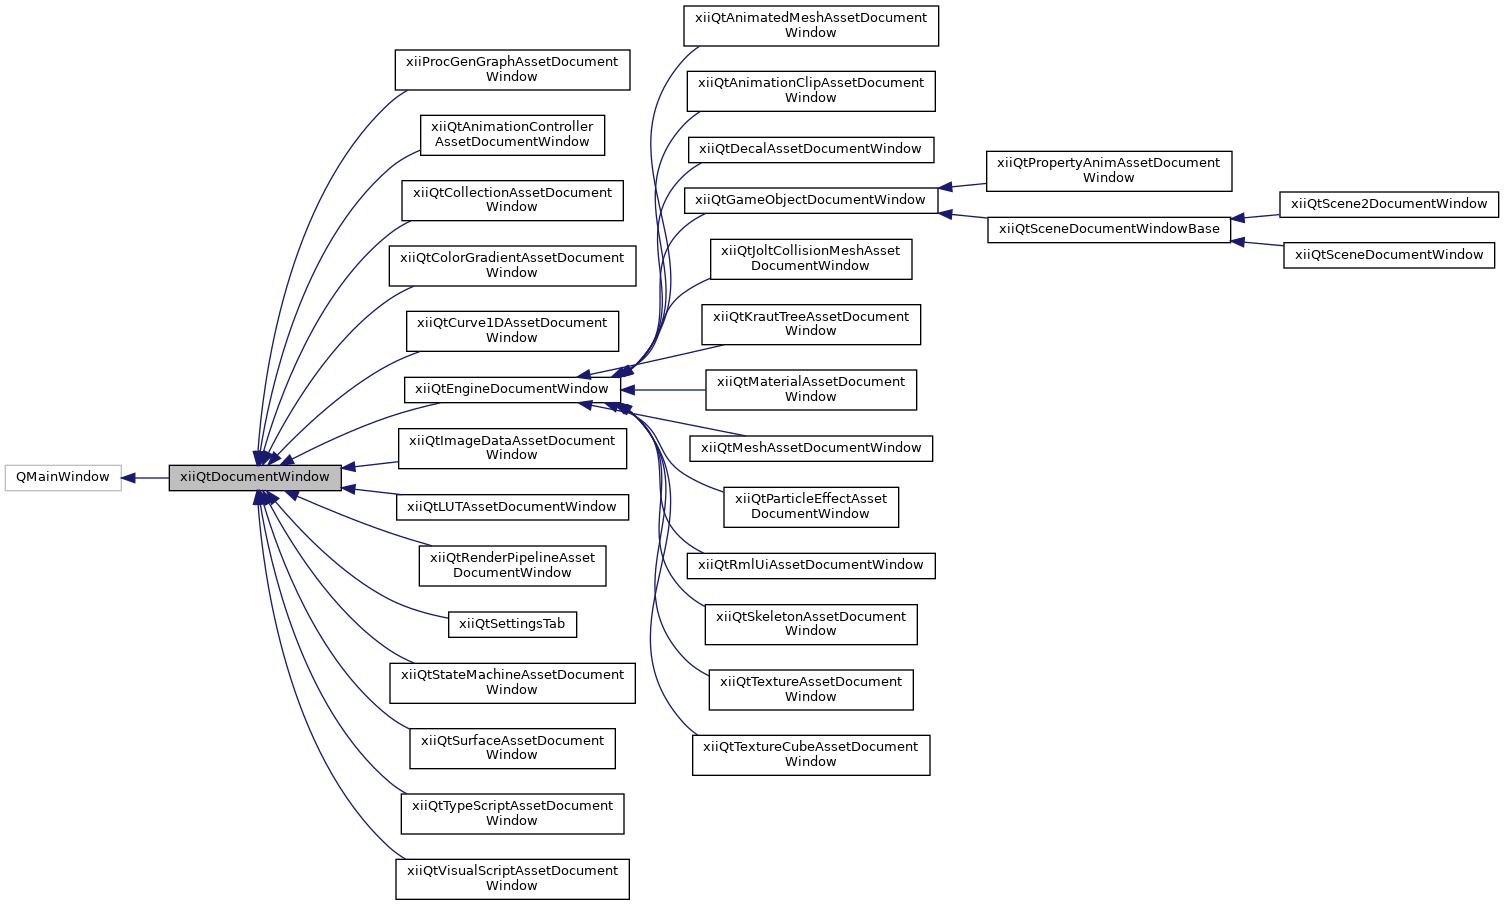 QMainWindow
xiiQtDocumentWindow
xiiProcGenGraphAssetDocument
Window
xiiQtAnimationController
AssetDocumentWindow
xiiQtCollectionAssetDocument
Window
xiiQtColorGradientAssetDocument
Window
xiiQtCurve1DAssetDocument
Window
xiiQtEngineDocumentWindow
xiiQtImageDataAssetDocument
Window
xiiQtLUTAssetDocumentWindow
xiiQtRenderPipelineAsset
DocumentWindow
xiiQtSettingsTab
xiiQtStateMachineAssetDocument
Window
xiiQtSurfaceAssetDocument
Window
xiiQtTypeScriptAssetDocument
Window
xiiQtVisualScriptAssetDocument
Window
xiiQtAnimatedMeshAssetDocument
Window
xiiQtAnimationClipAssetDocument
Window
xiiQtDecalAssetDocumentWindow
xiiQtGameObjectDocumentWindow
xiiQtJoltCollisionMeshAsset
DocumentWindow
xiiQtKrautTreeAssetDocument
Window
xiiQtMaterialAssetDocument
Window
xiiQtMeshAssetDocumentWindow
xiiQtParticleEffectAsset
DocumentWindow
xiiQtRmlUiAssetDocumentWindow
xiiQtSkeletonAssetDocument
Window
xiiQtTextureAssetDocument
Window
xiiQtTextureCubeAssetDocument
Window
xiiQtPropertyAnimAssetDocument
Window
xiiQtSceneDocumentWindowBase
xiiQtScene2DocumentWindow
xiiQtSceneDocumentWindow